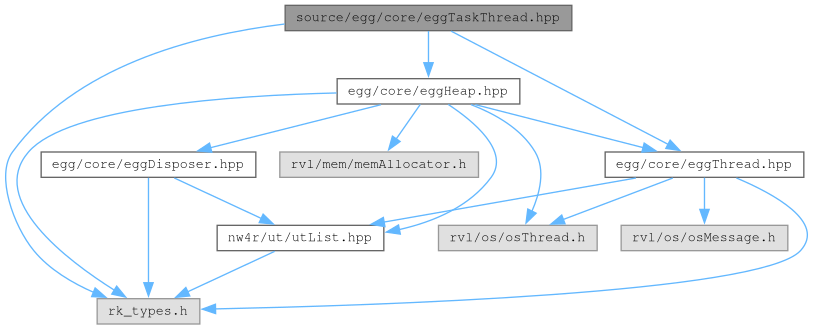 source/egg/core/eggTaskThread.hpp
egg/core/eggHeap.hpp
egg/core/eggDisposer.hpp
rvl/mem/memAllocator.h
egg/core/eggThread.hpp
nw4r/ut/utList.hpp
rvl/os/osThread.h
rvl/os/osMessage.h
rk_types.h